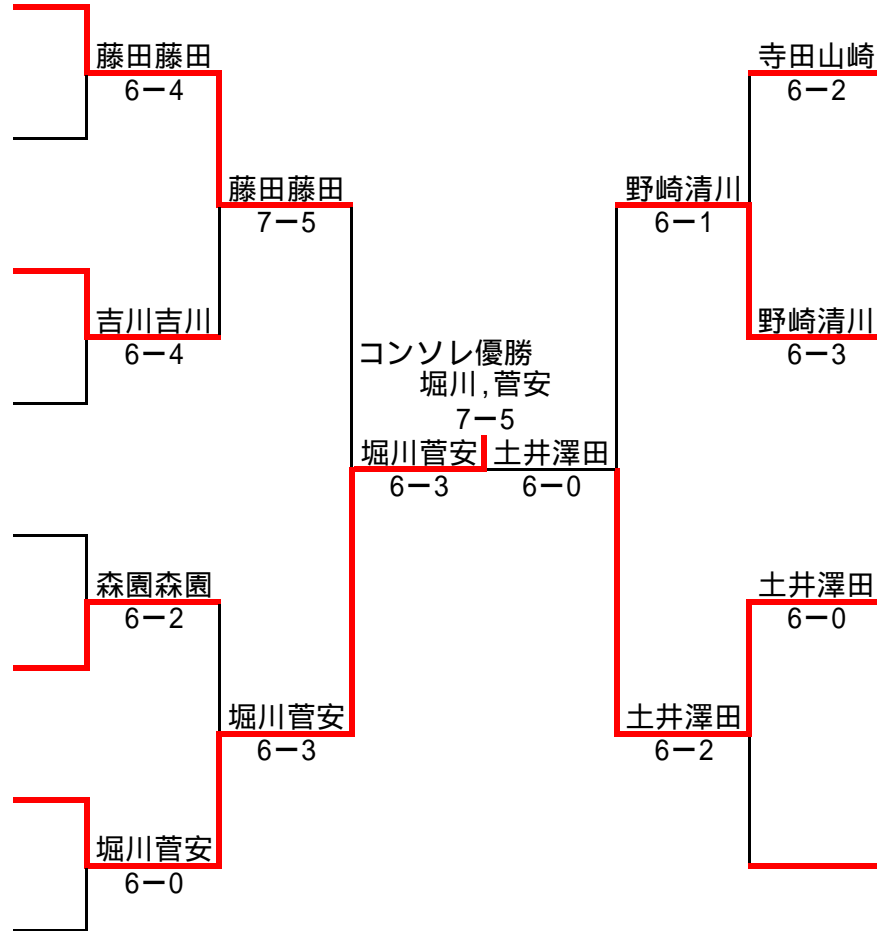 藤田藤田
6ー4
寺田山崎
6ー2
藤田藤田
7ー5
野崎清川
6ー1
吉川吉川
6ー4
野崎清川
6ー3
コンソレ優勝
堀川,菅安
7ー5
堀川菅安
6ー3
土井澤田
6ー0
森園森園
6ー2
土井澤田
6ー0
堀川菅安
6ー3
土井澤田
6ー2
堀川菅安
6ー0